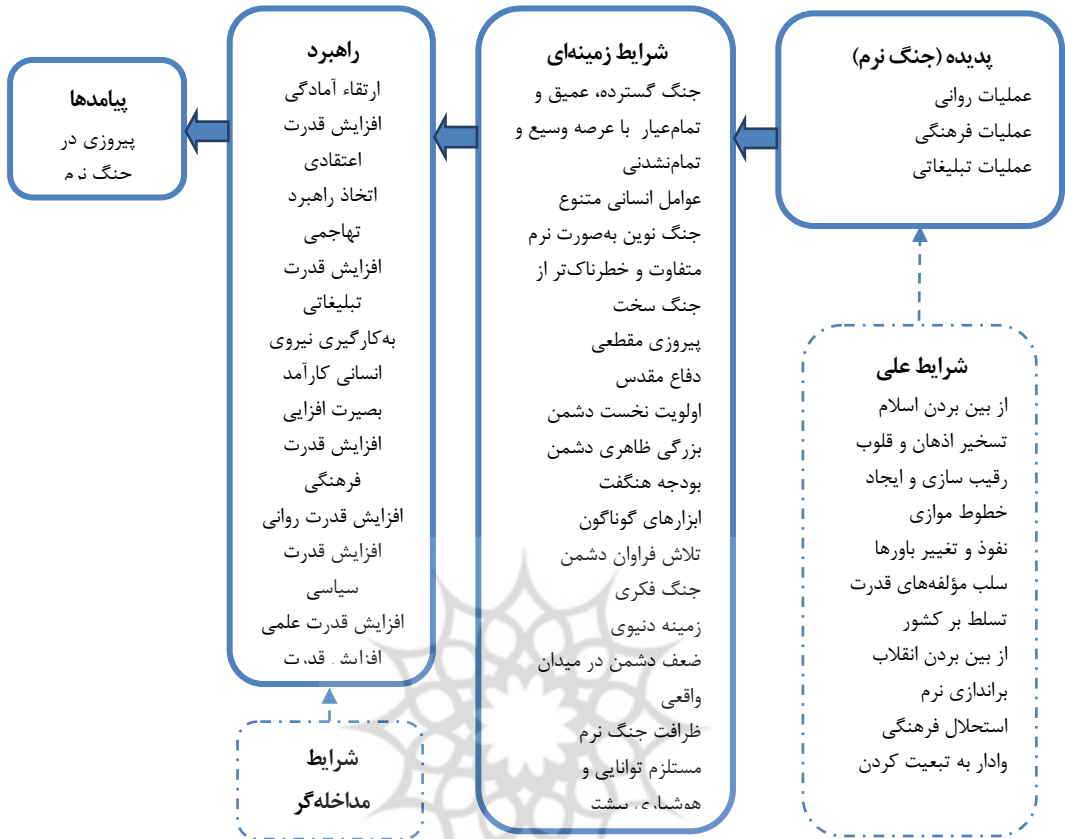 پدیده (جنگ نرم)
عملیات روانی
عملیات فرهنگی
عملیات تبلیغاتی
شرایط علی
از بین بردن اسلام
تسخیر اذهان و قلوب
رقیب سازی و ایجاد
خطوط موازی
نفوذ و تغییر باورها
سلب مؤلفه‌های قدرت
تسلط بر کشور
از بین بردن انقلاب
براندازی نرم
استحلال فرهنگی
وادار به تبعیت کردن
شرایط زمینه‌ای
جنگ گسترده، عمیق و
تمام‌عیار با عرصه وسیع و
تمام‌نشدنی
عوامل انسانی متنوع
جنگ نوین به‌صورت نرم
متفاوت و خطرناک‌تر از
جنگ سخت
پیروزی مقطعی
دفاع مقدس
اولویت نخست دشمن
بزرگی ظاهری دشمن
بودجه هنگفت
ابزارهای گوناگون
تلاش فراوان دشمن
جنگ فکری
زمینه دنیوی
ضعف دشمن در میدان
واقعی
ظرافت جنگ نرم
مستلزم توانایی و
هوشیاری بیشتر
راهبرد
ارتقاء آمادگی
افزایش قدرت
اعتقادی
اتخاذ راهبرد
تهاجمی
افزایش قدرت
تبلیغاتی
به‌کارگیری نیروی
انسانی کارآمد
بصیرت افزایی
افزایش قدرت
فرهنگی
افزایش قدرت روانی
افزایش قدرت
سیاسی
افزایش قدرت علمی
افزایش قدرت
شرایط
مداخله‌گر
پیامدها
پیروزی در
جنگ نرم